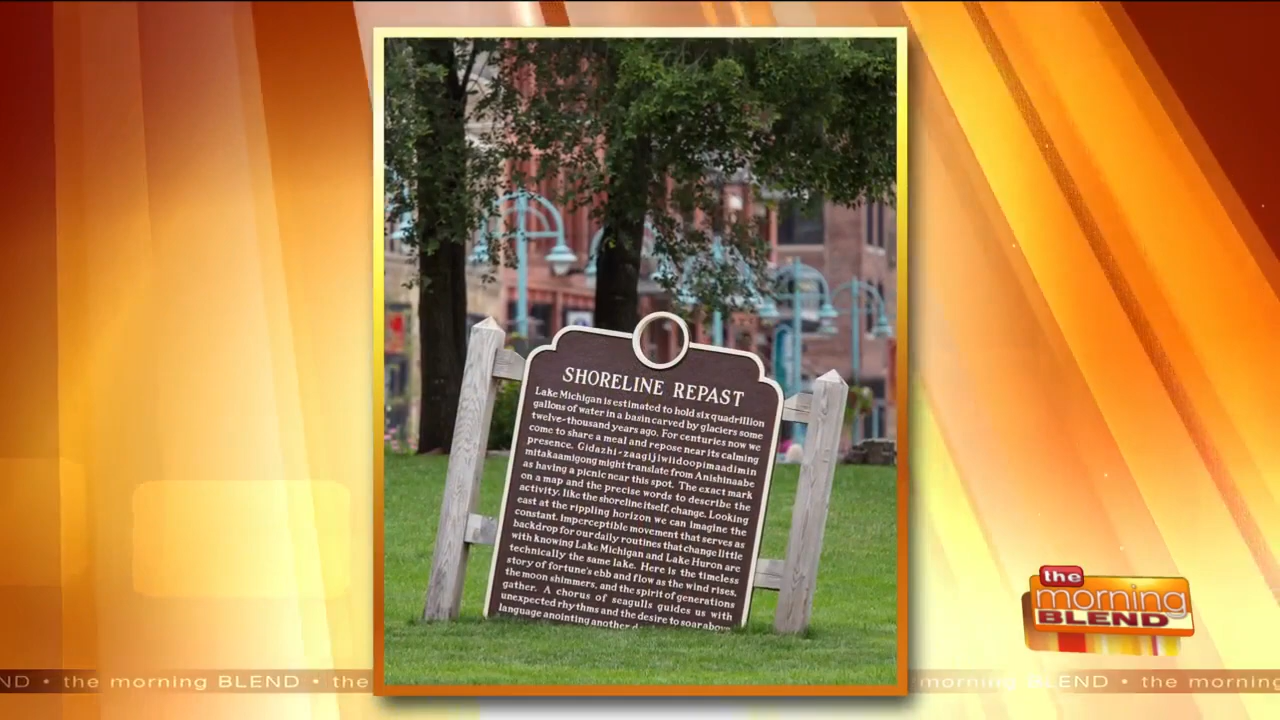 SHORELINE REPAST
Lake Michigan is estimated to hold six quadrillion
gallons of water in a basin carved by glaciers some
twelve-thousand years ago. For centuries now we
come to share a meal and repose near its calming
presence. Gidazhi-zaagijiwiidoopimaadimin
mitakaamigong might translate from Anishinaabe
as having a picnic near this spot. The exact mark
on a map and the precise words to describe the
activity, like the shoreline itself, change. Looking
east at the rippling horizon we can imagine the
constant, imperceptible movement that serves as
backdrop for our daily routines that change little
with knowing Lake Michigan and Lake Huron are
technically the same lake. Here is the timeless
story of fortune's ebb and flow as the wind rises,
the moon shimmers, and the spirit of generations
gather. A chorus of seagulls guides us with
unexpected rhythms and the desire to soar above
language anointing another
the
morning
BLEND
ND • the morning BLEND • the
morning BLEND • the morning